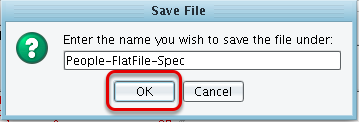 Save File
Enter the name you wish to save the file under:
People-FlatFile-Spec
OK
Cancel